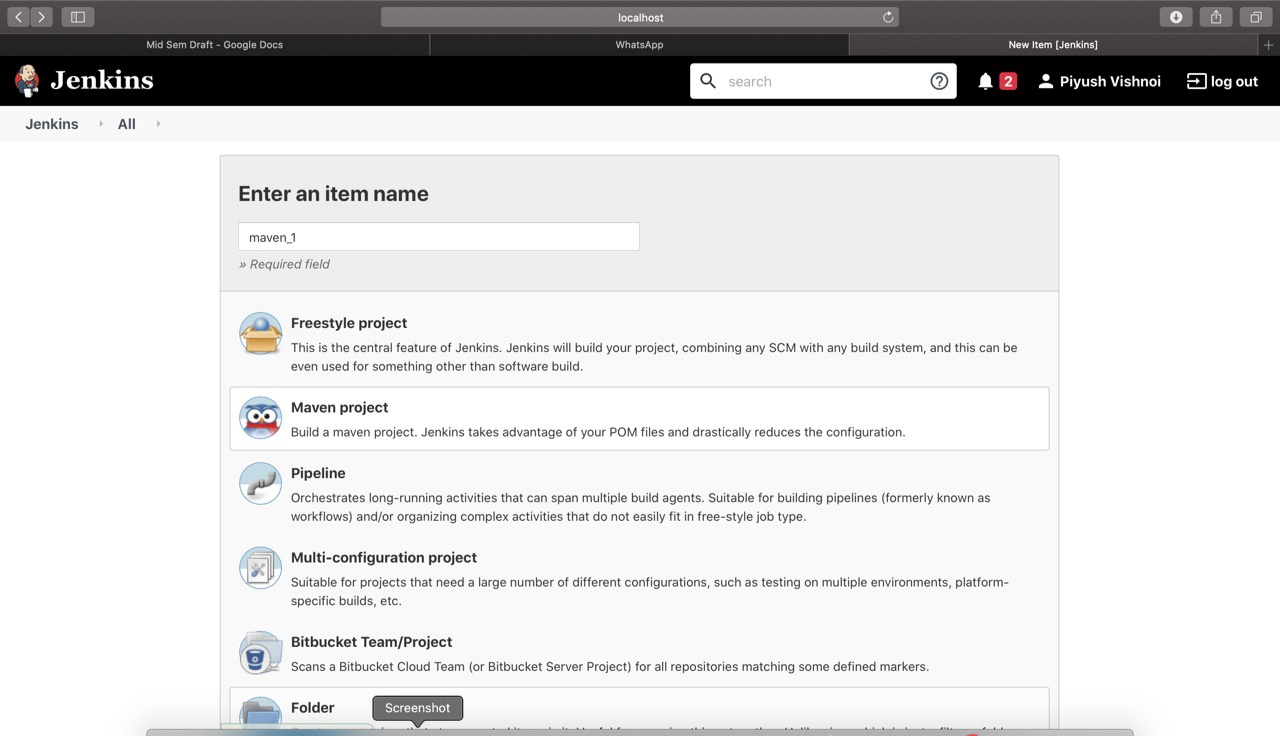 localhost
Mid Sem Draft - Google Docs
WhatsApp
New Item [Jenkins]
Jenkins
search
2
Piyush Vishnoi
log out
Jenkins
All
Enter an item name
maven_1
» Required field
Freestyle project
This is the central feature of Jenkins. Jenkins will build your project, combining any SCM with any build system, and this can be
even used for something other than software build.
Maven project
Build a maven project. Jenkins takes advantage of your POM files and drastically reduces the configuration.
Pipeline
Orchestrates long-running activities that can span multiple build agents. Suitable for building pipelines (formerly known as
workflows) and/or organizing complex activities that do not easily fit in free-style job type.
Multi-configuration project
Suitable for projects that need a large number of different configurations, such as testing on multiple environments, platform-
specific builds, etc.
Bitbucket Team/Project
Scans a Bitbucket Cloud Team (or Bitbucket Server Project) for all repositories matching some defined markers.
Folder
Screenshot